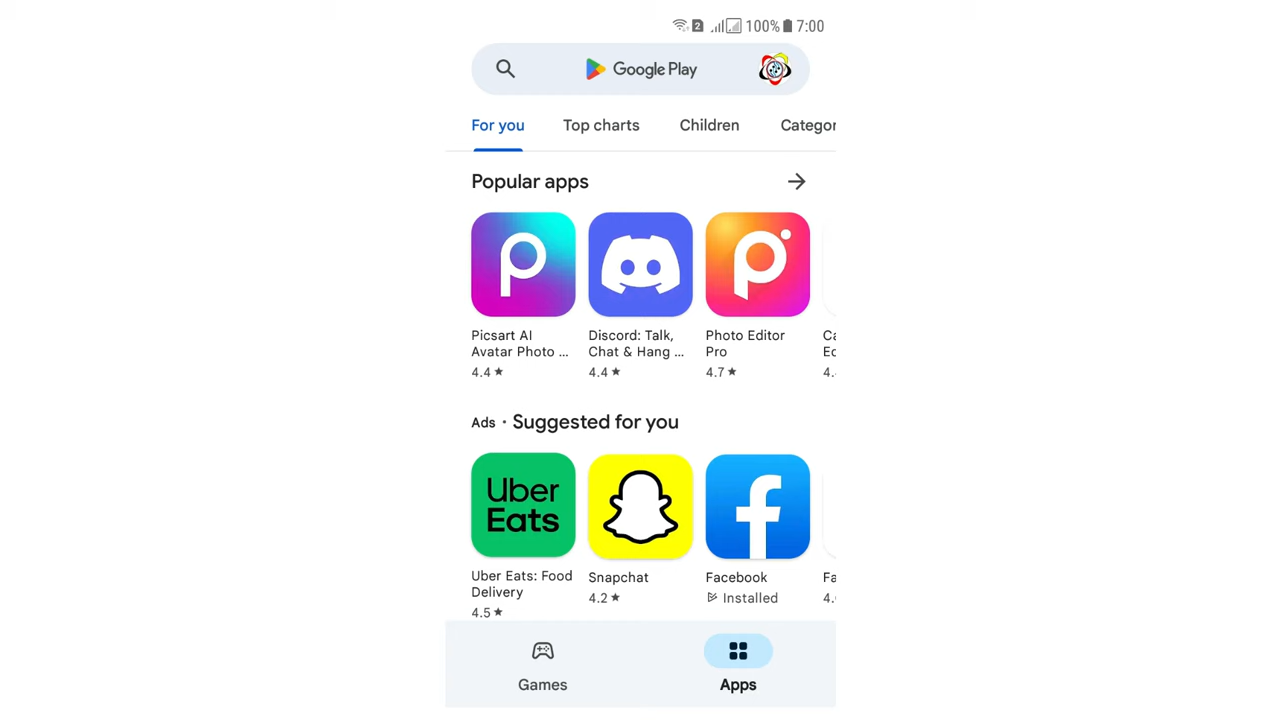 2 100% 7:00
Google Play
For you Top charts Children Categor
Popular apps
Picsart AI
Avatar Photo ...
4.4 ★
Discord: Talk,
Chat & Hang ...
4.4 ★
Photo Editor
Pro
4.7 ★
Ads • Suggested for you
Uber
Eats
Uber Eats: Food
Delivery
4.5 ★
Snapchat
4.2 ★
Facebook
Installed
Games Apps